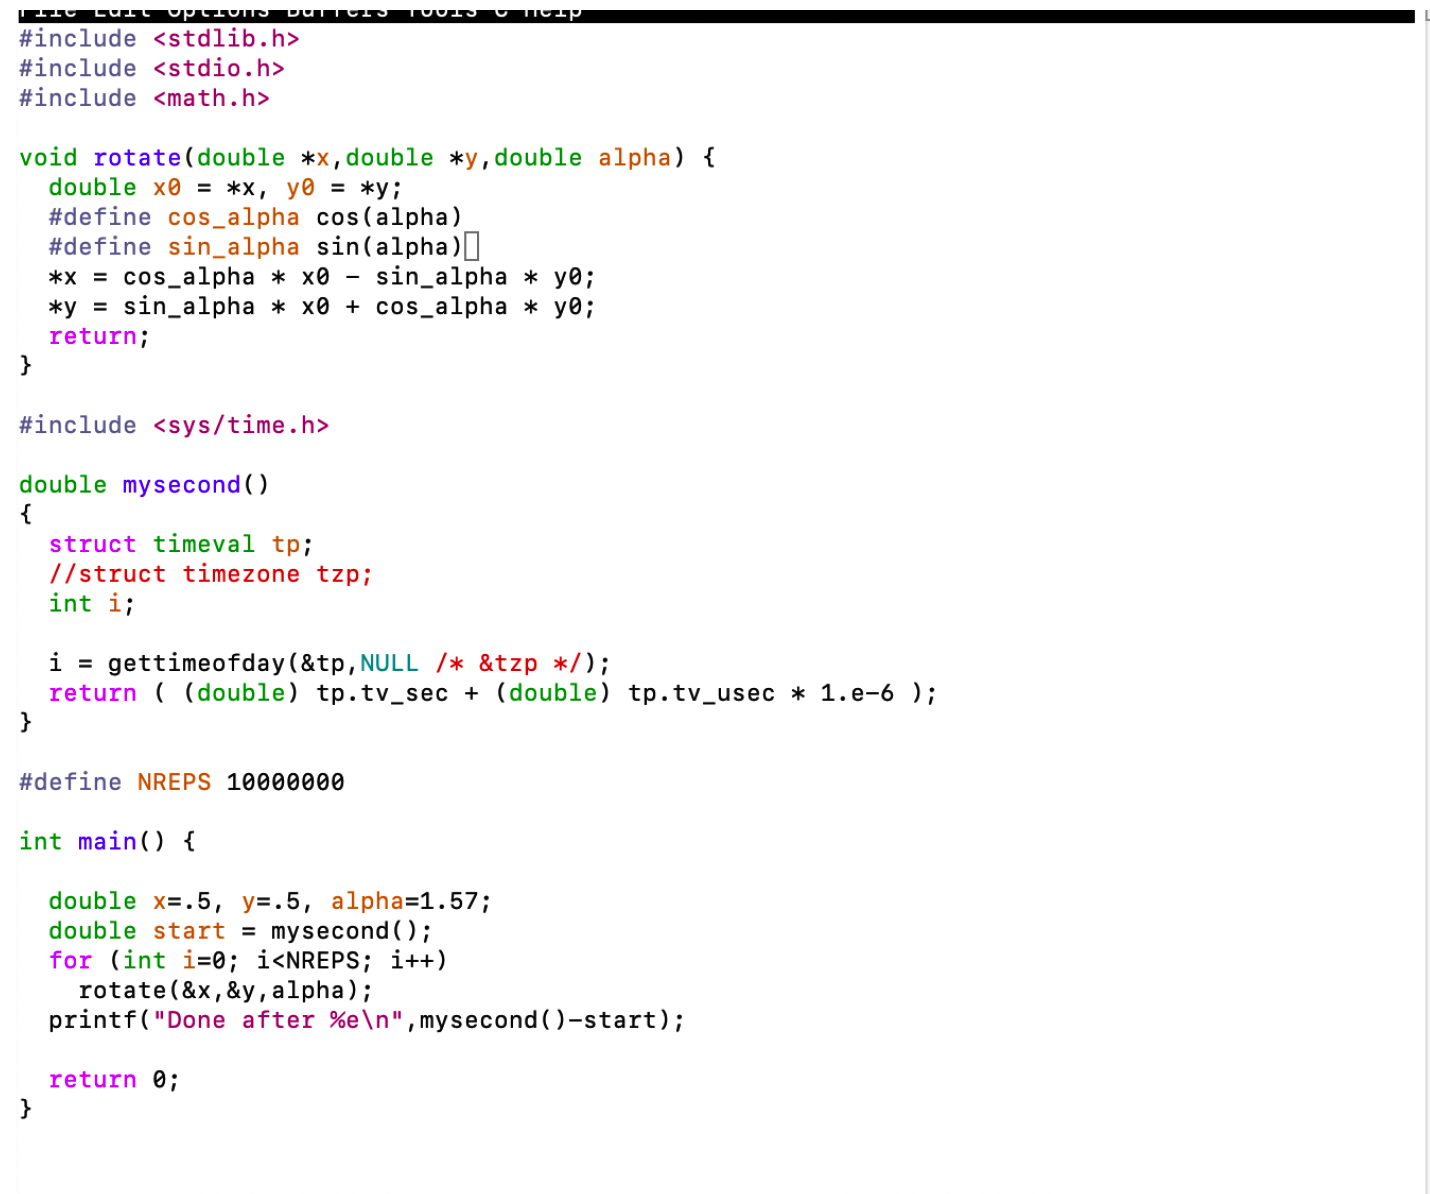 File Edit Options Buffers Tools C Help
#include <stdlib.h>
#include <stdio.h>
#include <math.h>
void rotate(double *x,double *y,double alpha) {
  double x0 = *x, y0 = *y;
  #define cos_alpha cos(alpha)
  #define sin_alpha sin(alpha)
  *x = cos_alpha * x0 - sin_alpha * y0;
  *y = sin_alpha * x0 + cos_alpha * y0;
  return;
}
#include <sys/time.h>
double mysecond()
{
  struct timeval tp;
  //struct timezone tzp;
  int i;
  i = gettimeofday(&tp,NULL /* &tzp */);
  return ( (double) tp.tv_sec + (double) tp.tv_usec * 1.e-6 );
}
#define NREPS 10000000
int main() {
  double x=.5, y=.5, alpha=1.57;
  double start = mysecond();
  for (int i=0; i<NREPS; i++)
    rotate(&x,&y,alpha);
  printf("Done after %e\n",mysecond()-start);
  return 0;
}